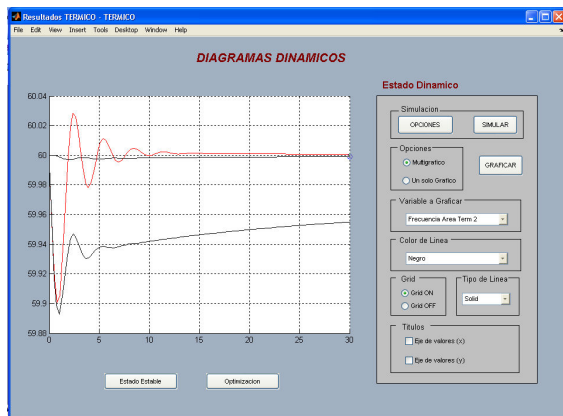 Resultados TERMICO - TERMICO
File Edit View Insert Tools Desktop Window Help
DIAGRAMAS DINAMICOS
60.04
60.02
60
59.98
59.96
59.94
59.92
59.9
59.88
0 5 10 15 20 25 30
Estado Estable Optimizacion
Estado Dinamico
Simulacion
OPCIONES SIMULAR
Opciones
Multigrafico
Un solo Grafico
GRAFICAR
Variable a Graficar
Frecuencia Area Term 2
Color de Linea
Negro
Grid
Grid ON
Grid OFF
Tipo de Linea
Solid
Titulos
Eje de valores (x)
Eje de valores (y)